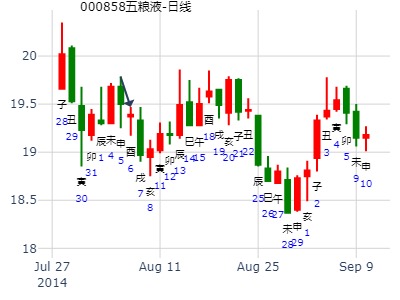 000858五粮液-日线
20
19.5
19
18.5
18
子
28
丑
29
寅
30
卯
31
辰
1
未
4
申
5
酉
6
戌
7
亥
8
寅
11
卯
12
辰
13
巳
14
午
15
酉
18
戌
19
亥
20
子
21
丑
22
辰
25
巳
26
午
27
未
28
申
29
亥
1
子
2
丑
3
寅
4
卯
5
未
9
申
10
Jul 27
2014
Aug 11
Aug 25
Sep 9